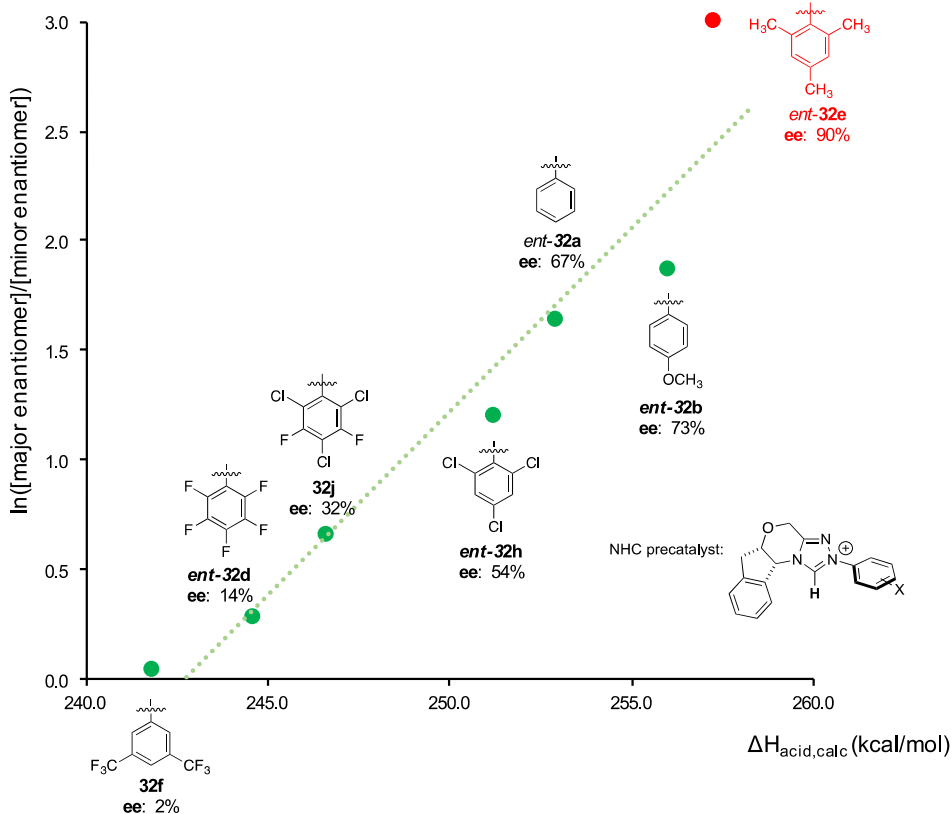 3.0
2.5
2.0
1.5
1.0
0.5
0.0
240.0
245.0
250.0
255.0
260.0
ln([major enantiomer]/[minor enantiomer])
ΔHacid,calc (kcal/mol)
H3C
CH3
CH3
ent-32e
ee: 90%
ent-32a
ee: 67%
OCH3
ent-32b
ee: 73%
Cl
Cl
F
F
Cl
32j
ee: 32%
Cl
Cl
Cl
ent-32h
ee: 54%
F
F
F
F
F
ent-32d
ee: 14%
F3C
CF3
32f
ee: 2%
NHC precatalyst:
O
N
N
N
+
H
X